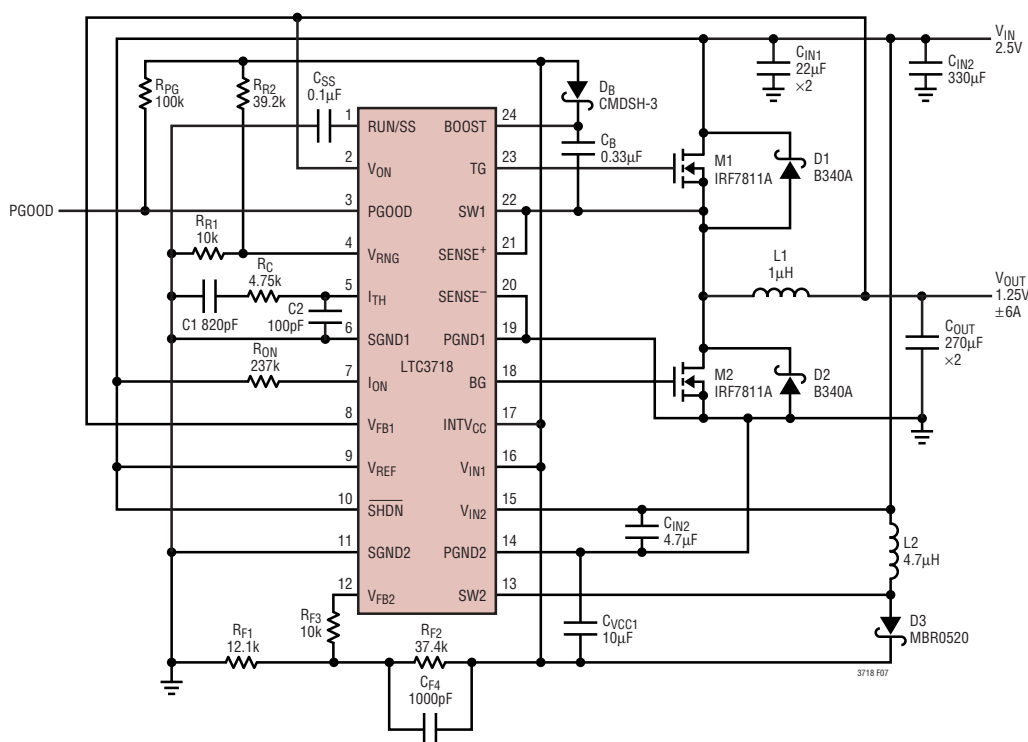 V_IN
2.5V
C_IN1
22µF
×2
C_IN2
330µF
R_PG
100k
R_R2
39.2k
C_SS
0.1µF
D_B
CMDSH-3
C_B
0.33µF
1
RUN/SS
BOOST
24
2
V_ON
TG
23
3
PGOOD
SW1
22
4
V_RNG
SENSE+
21
5
I_TH
SENSE−
20
6
SGND1
PGND1
19
LTC3718
7
I_ON
BG
18
8
V_FB1
INTV_CC
17
9
V_REF
V_IN1
16
10
SHDN
V_IN2
15
11
SGND2
PGND2
14
12
V_FB2
SW2
13
M1
IRF7811A
D1
B340A
PGOOD
R_R1
10k
R_C
4.75k
C1 820pF
C2
100pF
R_ON
237k
L1
1µH
V_OUT
1.25V
±6A
C_OUT
270µF
×2
M2
IRF7811A
D2
B340A
C_IN2
4.7µF
L2
4.7µH
D3
MBR0520
C_VCC1
10µF
R_F3
10k
R_F1
12.1k
R_F2
37.4k
C_F4
1000pF
3718 F07